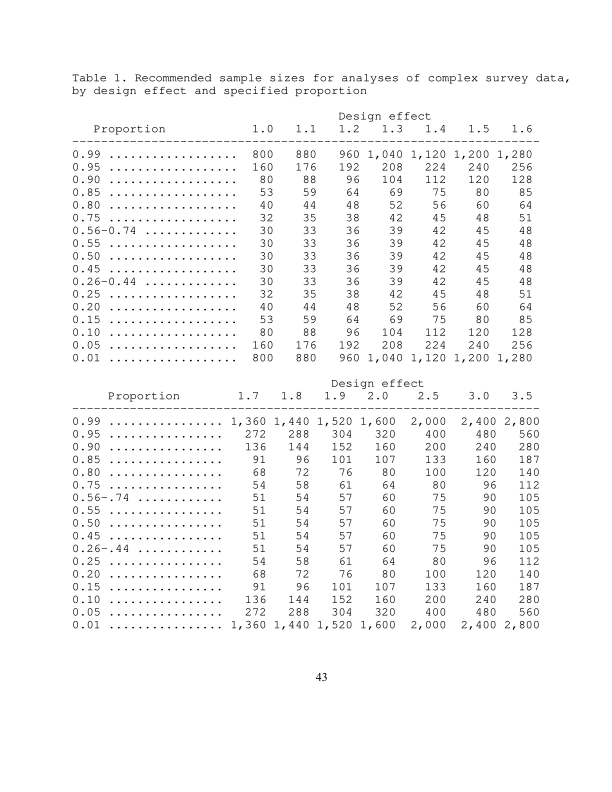 Table 1. Recommended sample sizes for analyses of complex survey data,
by design effect and specified proportion
Design effect
Proportion 1.0 1.1 1.2 1.3 1.4 1.5 1.6
0.99 .................. 800 880 960 1,040 1,120 1,200 1,280
0.95 .................. 160 176 192 208 224 240 256
0.90 .................. 80 88 96 104 112 120 128
0.85 .................. 53 59 64 69 75 80 85
0.80 .................. 40 44 48 52 56 60 64
0.75 .................. 32 35 38 42 45 48 51
0.56-0.74 ............. 30 33 36 39 42 45 48
0.55 .................. 30 33 36 39 42 45 48
0.50 .................. 30 33 36 39 42 45 48
0.45 .................. 30 33 36 39 42 45 48
0.26-0.44 ............. 30 33 36 39 42 45 48
0.25 .................. 32 35 38 42 45 48 51
0.20 .................. 40 44 48 52 56 60 64
0.15 .................. 53 59 64 69 75 80 85
0.10 .................. 80 88 96 104 112 120 128
0.05 .................. 160 176 192 208 224 240 256
0.01 .................. 800 880 960 1,040 1,120 1,200 1,280
Design effect
Proportion 1.7 1.8 1.9 2.0 2.5 3.0 3.5
0.99 ................ 1,360 1,440 1,520 1,600 2,000 2,400 2,800
0.95 ................ 272 288 304 320 400 480 560
0.90 ................ 136 144 152 160 200 240 280
0.85 ................ 91 96 101 107 133 160 187
0.80 ................ 68 72 76 80 100 120 140
0.75 ................ 54 58 61 64 80 96 112
0.56-.74 ............ 51 54 57 60 75 90 105
0.55 ................ 51 54 57 60 75 90 105
0.50 ................ 51 54 57 60 75 90 105
0.45 ................ 51 54 57 60 75 90 105
0.26-.44 ............ 51 54 57 60 75 90 105
0.25 ................ 54 58 61 64 80 96 112
0.20 ................ 68 72 76 80 100 120 140
0.15 ................ 91 96 101 107 133 160 187
0.10 ................ 136 144 152 160 200 240 280
0.05 ................ 272 288 304 320 400 480 560
0.01 ................ 1,360 1,440 1,520 1,600 2,000 2,400 2,800
43